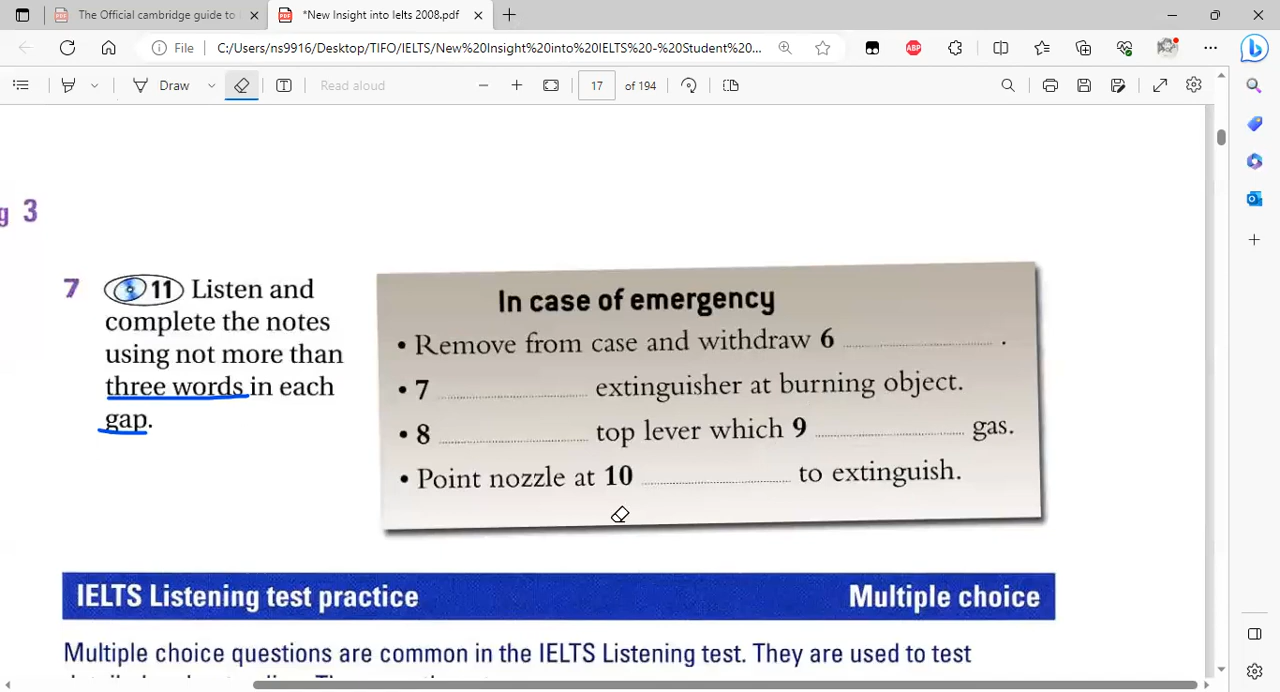 The Official cambridge guide to
*New Insight into Ielts 2008.pdf
File
C:/Users/ns9916/Desktop/TIFO/IELTS/New%20Insight%20into%20IELTS%20-%20Student%20...
ABP
Draw
Read aloud
17
of 194
g 3
7 11 Listen and
complete the notes
using not more than
three words in each
gap.
In case of emergency
• Remove from case and withdraw 6 .................... .
• 7 .................... extinguisher at burning object.
• 8 .................... top lever which 9 .................... gas.
• Point nozzle at 10 .................... to extinguish.
IELTS Listening test practice
Multiple choice
Multiple choice questions are common in the IELTS Listening test. They are used to test